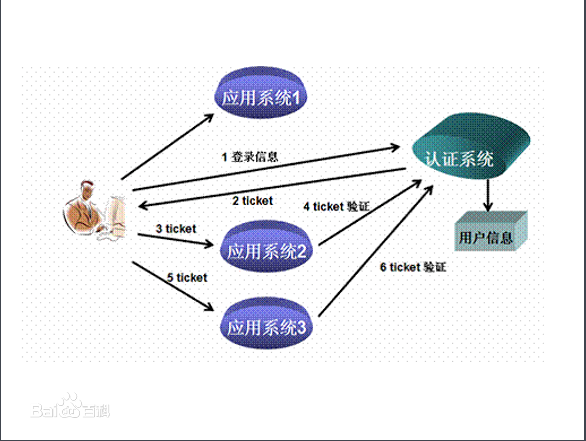 应用系统1
1 登录信息
认证系统
2 ticket
4 ticket 验证
3 ticket
应用系统2
用户信息
5 ticket
6 ticket 验证
应用系统3
Bai百科